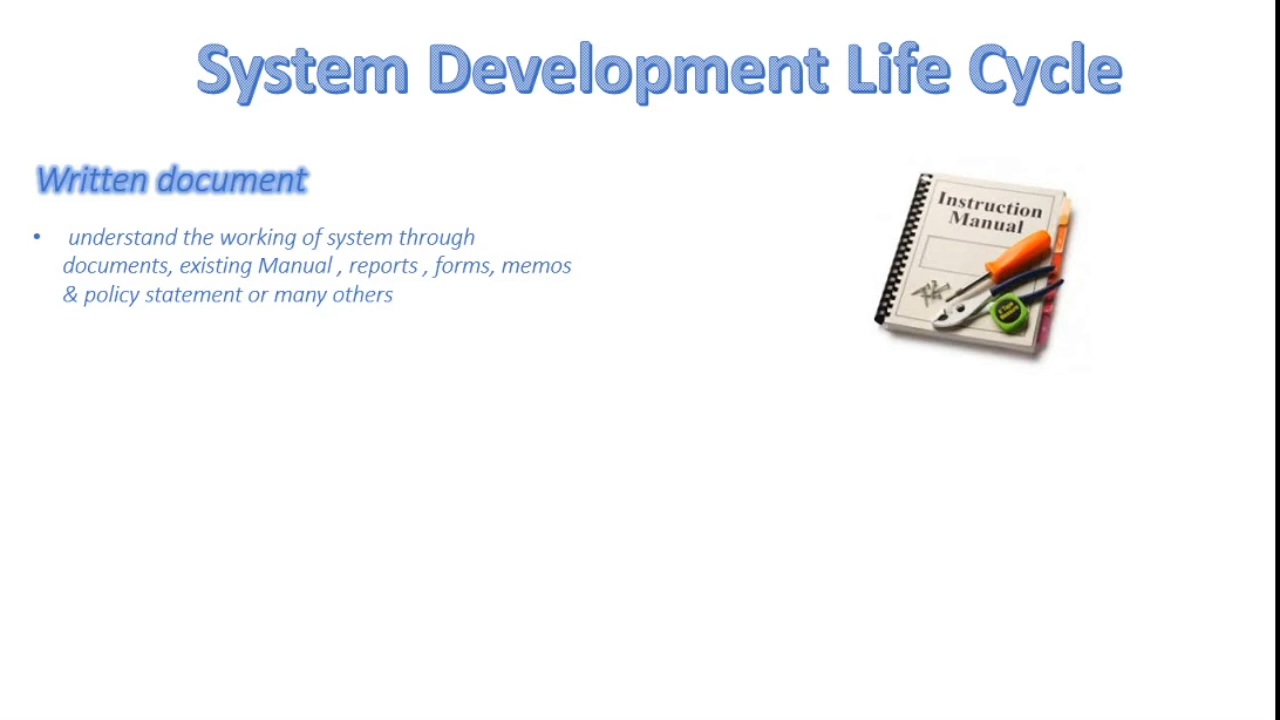 System Development Life Cycle
Written document
• understand the working of system through
documents, existing Manual , reports , forms, memos
& policy statement or many others
Instruction
Manual